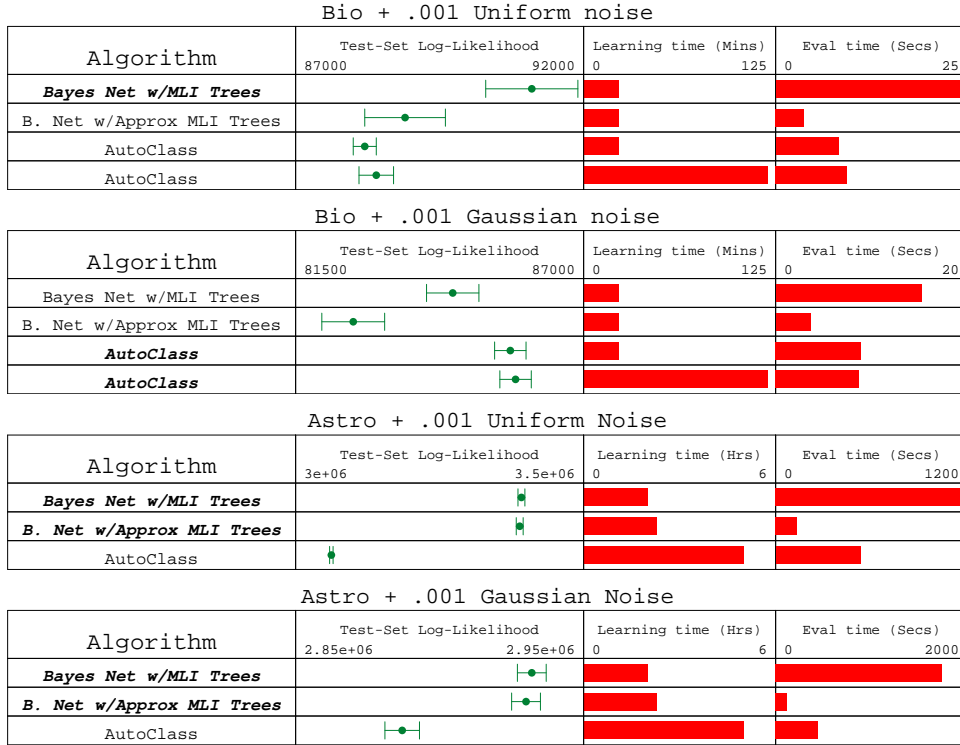 Bio + .001 Uniform noise
Algorithm Test-Set Log-Likelihood Learning time (Mins) Eval time (Secs)
87000 92000 0 125 0 25
Bayes Net w/MLI Trees
B. Net w/Approx MLI Trees
AutoClass
AutoClass
Bio + .001 Gaussian noise
Algorithm Test-Set Log-Likelihood Learning time (Mins) Eval time (Secs)
81500 87000 0 125 0 20
Bayes Net w/MLI Trees
B. Net w/Approx MLI Trees
AutoClass
AutoClass
Astro + .001 Uniform Noise
Algorithm Test-Set Log-Likelihood Learning time (Hrs) Eval time (Secs)
3e+06 3.5e+06 0 6 0 1200
Bayes Net w/MLI Trees
B. Net w/Approx MLI Trees
AutoClass
Astro + .001 Gaussian Noise
Algorithm Test-Set Log-Likelihood Learning time (Hrs) Eval time (Secs)
2.85e+06 2.95e+06 0 6 0 2000
Bayes Net w/MLI Trees
B. Net w/Approx MLI Trees
AutoClass